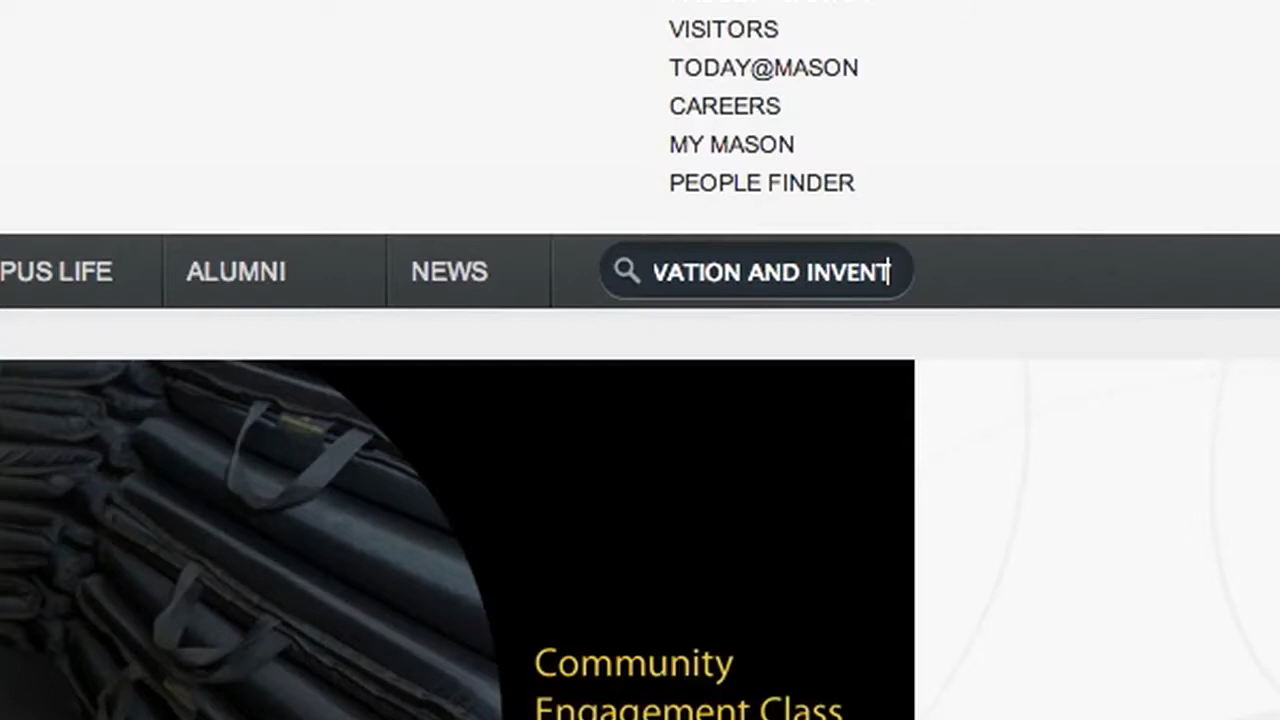 VISITORS
TODAY@MASON
CAREERS
MY MASON
PEOPLE FINDER
PUS LIFE
ALUMNI
NEWS
VATION AND INVENT
Community
Engagement Class